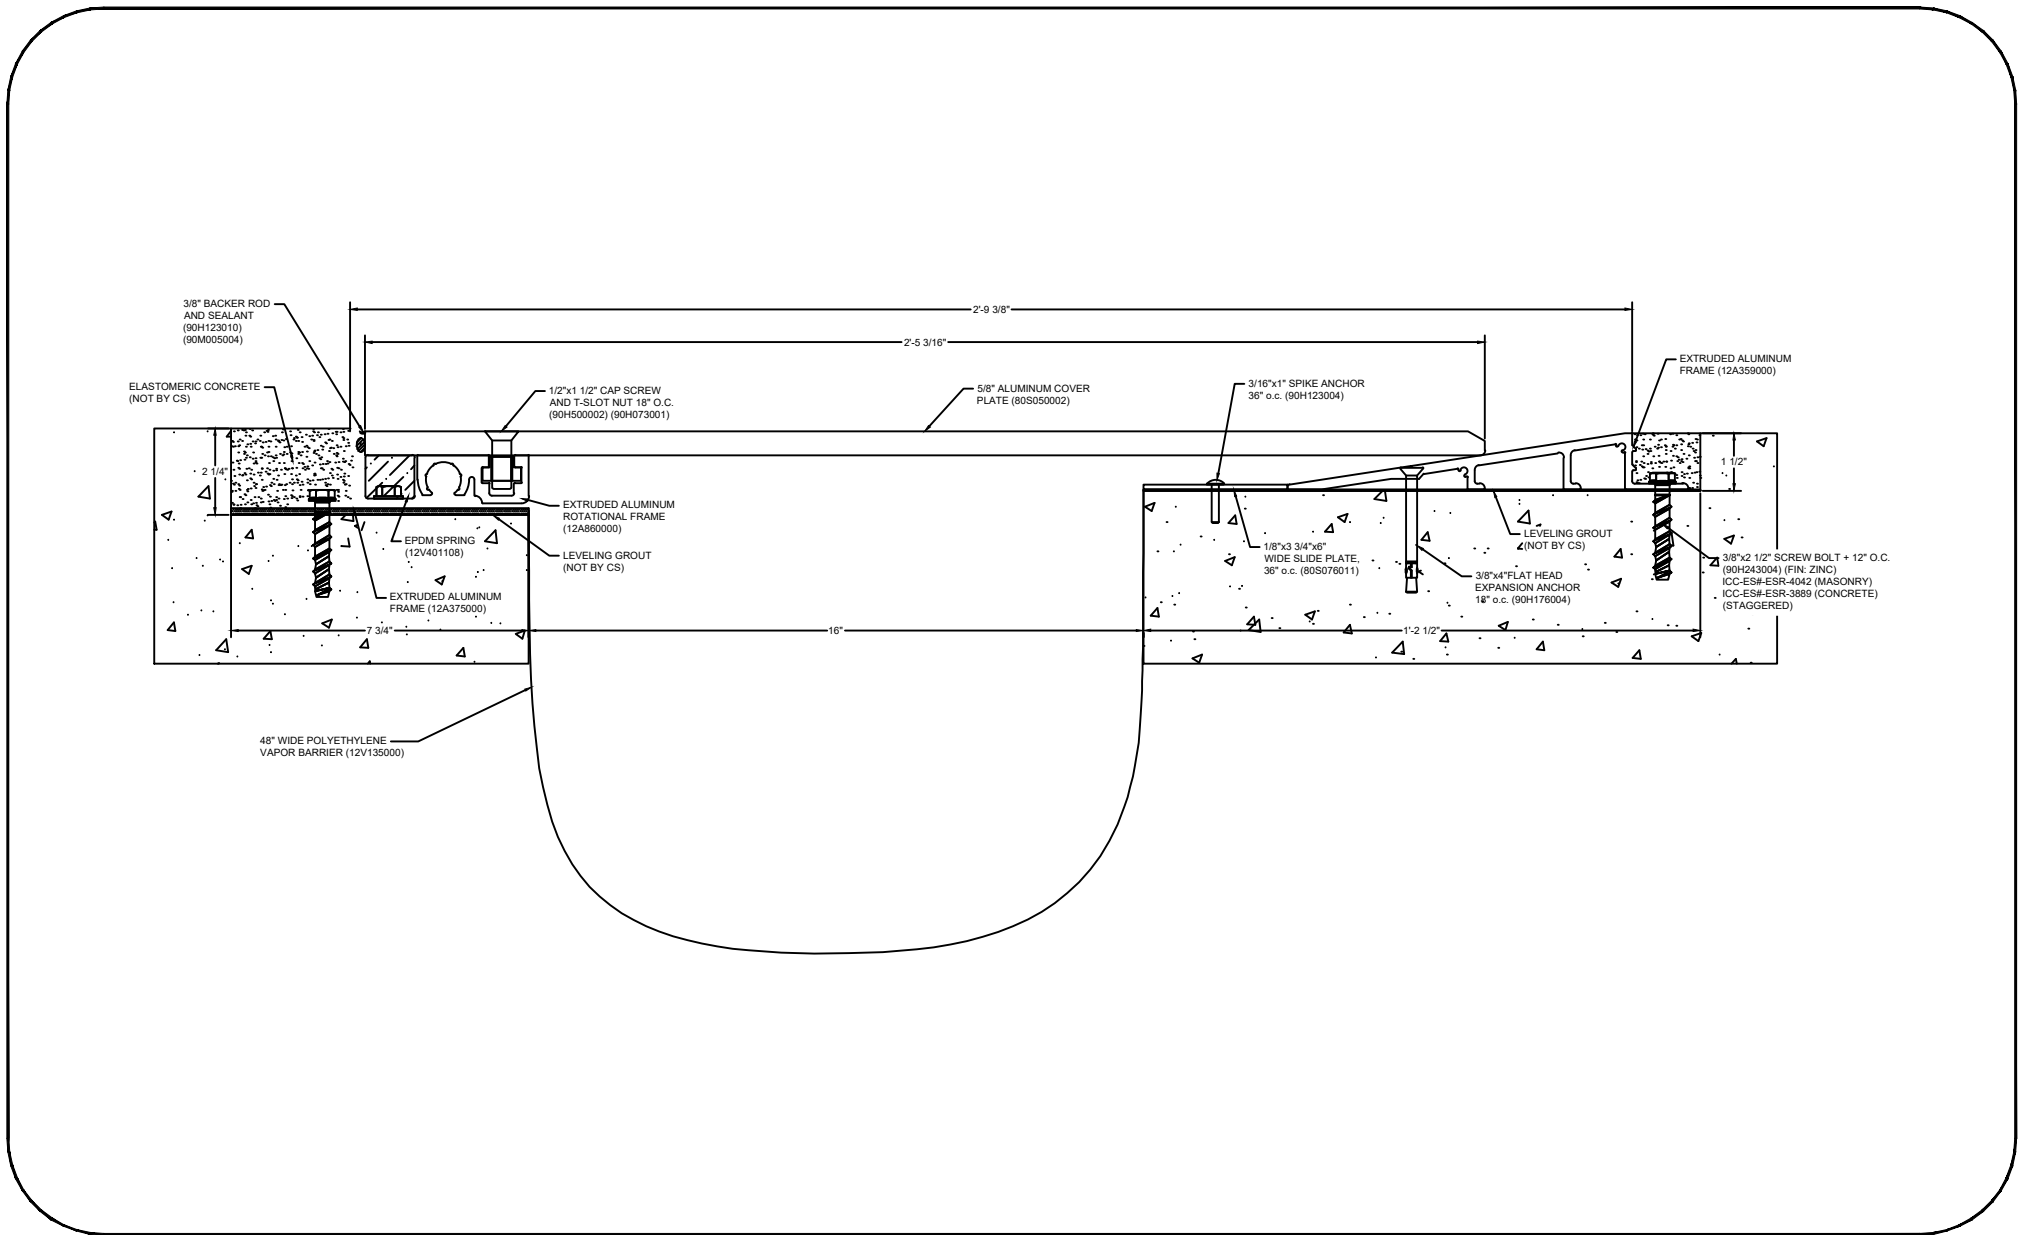 3/8" BACKER ROD
AND SEALANT
(90H123010)
(90M005004)
2'-9 3/8"
2'-5 3/16"
ELASTOMERIC CONCRETE
(NOT BY CS)
1/2"x1 1/2" CAP SCREW
AND T-SLOT NUT 18" O.C.
(90H500002) (90H073001)
5/8" ALUMINUM COVER
PLATE (80S050002)
3/16"x1" SPIKE ANCHOR
36" o.c. (90H123004)
EXTRUDED ALUMINUM
FRAME (12A359000)
2 1/4"
1 1/2"
EXTRUDED ALUMINUM
ROTATIONAL FRAME
(12A860000)
EPDM SPRING
(12V401108)
LEVELING GROUT
(NOT BY CS)
EXTRUDED ALUMINUM
FRAME (12A375000)
1/8"x3 3/4"x6"
WIDE SLIDE PLATE,
36" o.c. (80S076011)
LEVELING GROUT
(NOT BY CS)
3/8"x4"FLAT HEAD
EXPANSION ANCHOR
18" o.c. (90H176004)
3/8"x2 1/2" SCREW BOLT + 12" O.C.
(90H243004) (FIN: ZINC)
ICC-ES#-ESR-4042 (MASONRY)
ICC-ES#-ESR-3889 (CONCRETE)
(STAGGERED)
7 3/4"
16"
1'-2 1/2"
48" WIDE POLYETHYLENE
VAPOR BARRIER (12V135000)